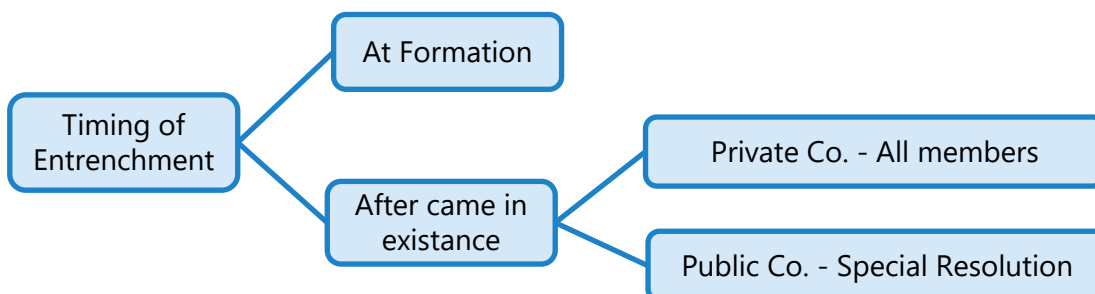 At Formation
Timing of
Entrenchment
Private Co. - All members
After came in
existance
Public Co. - Special Resolution